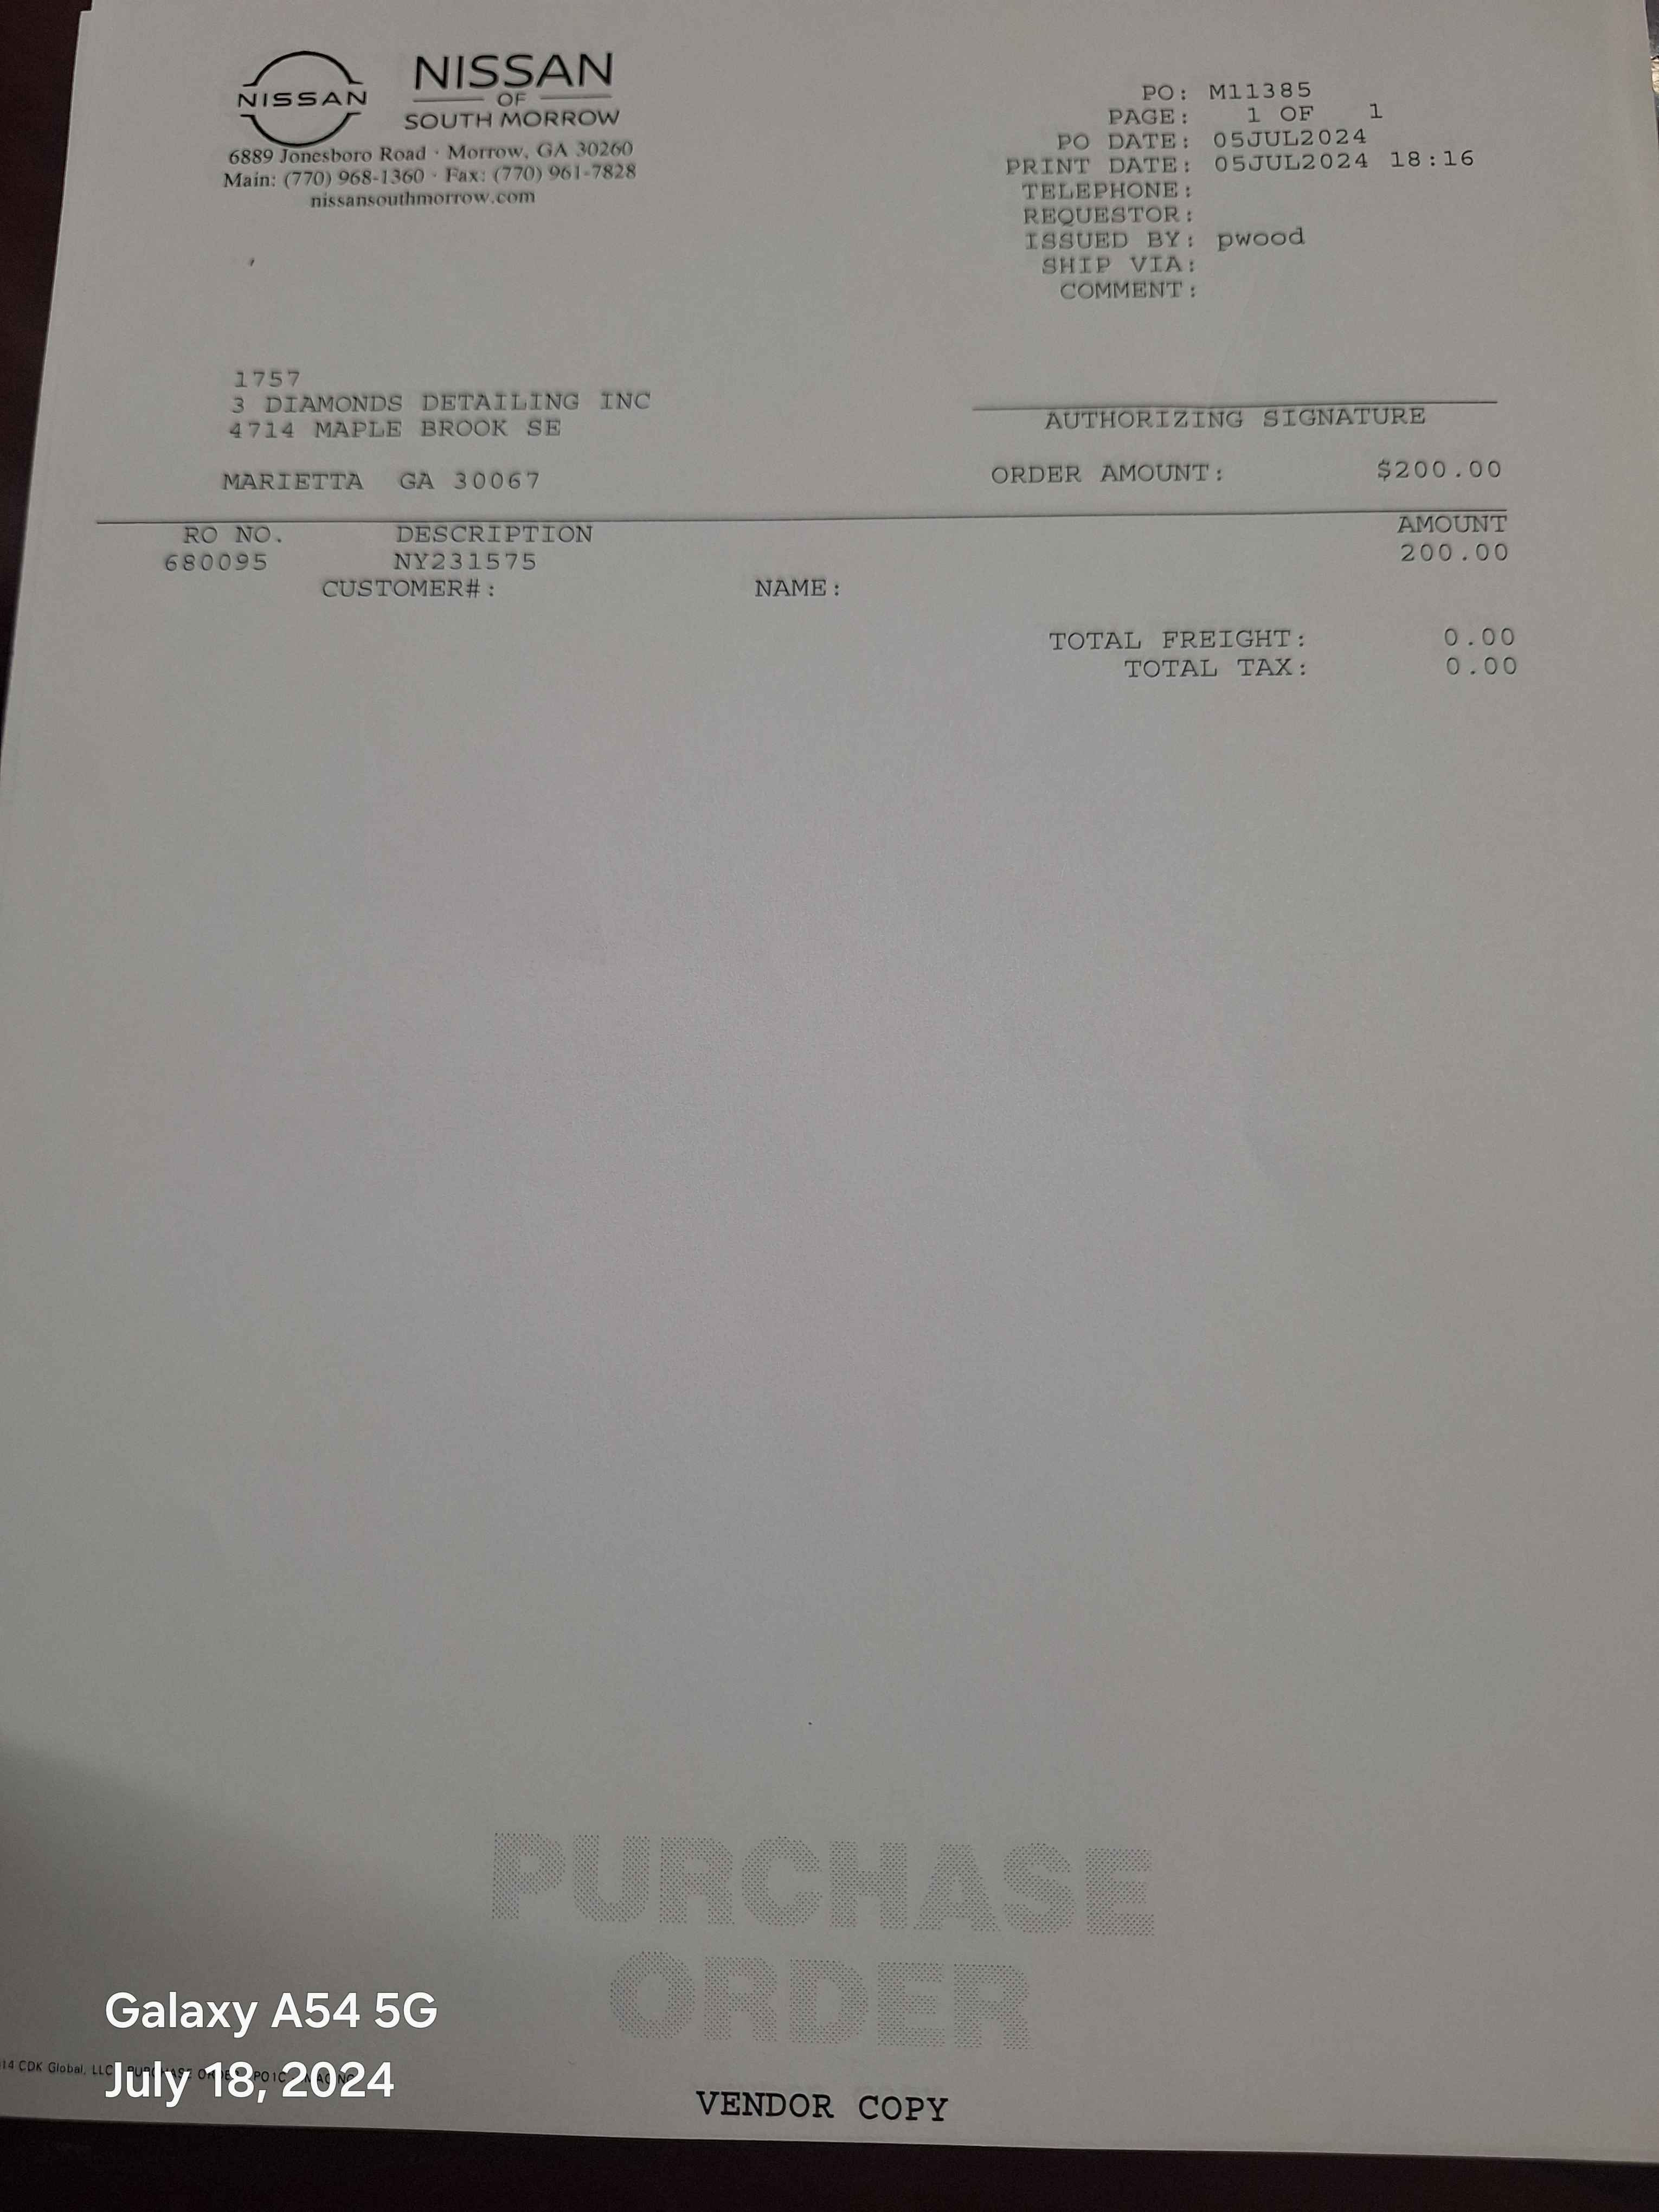 NISSAN
NISSAN
OF
SOUTH MORROW
6889 Jonesboro Road · Morrow, GA 30260
Main: (770) 968-1360 · Fax: (770) 961-7828
nissansouthmorrow.com
PO: M11385
PAGE: 1 OF 1
PO DATE: 05JUL2024
PRINT DATE: 05JUL2024 18:16
TELEPHONE:
REQUESTOR:
ISSUED BY: pwood
SHIP VIA:
COMMENT:
1757
3 DIAMONDS DETAILING INC
4714 MAPLE BROOK SE
MARIETTA GA 30067
AUTHORIZING SIGNATURE
ORDER AMOUNT: $200.00
RO NO. DESCRIPTION AMOUNT
680095 NY231575 200.00
CUSTOMER#: NAME:
TOTAL FREIGHT: 0.00
TOTAL TAX: 0.00
PURCHASE
ORDER
Galaxy A54 5G
14 CDK Global, LLC
July 18, 2024
VENDOR COPY